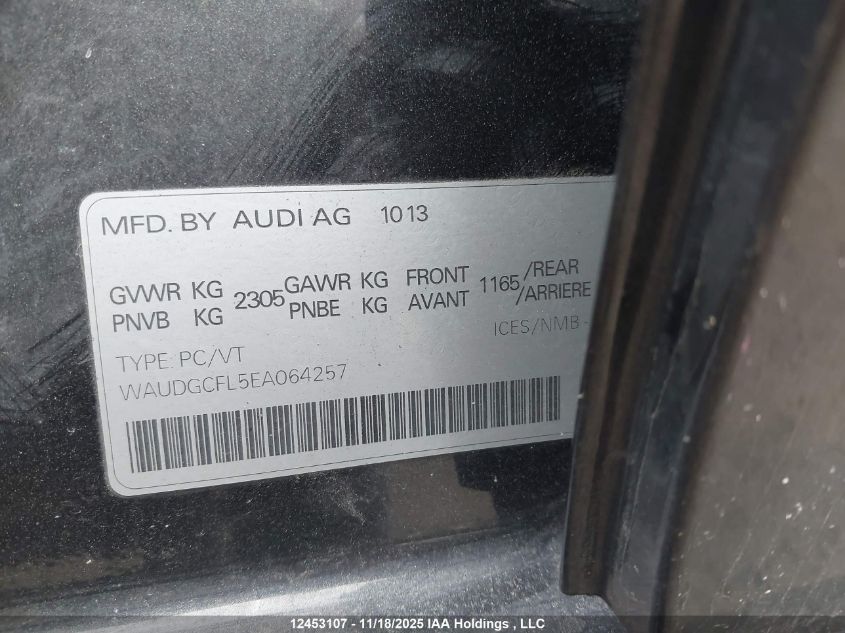 MFD. BY AUDI AG 10 13
GVWR KG 2305 GAWR KG FRONT 1165 /REAR
PNVB KG PNBE KG AVANT /ARRIERE
ICES/NMB-
TYPE: PC/VT
WAUDGCFL5EA064257
12453107 - 11/18/2025 IAA Holdings , LLC